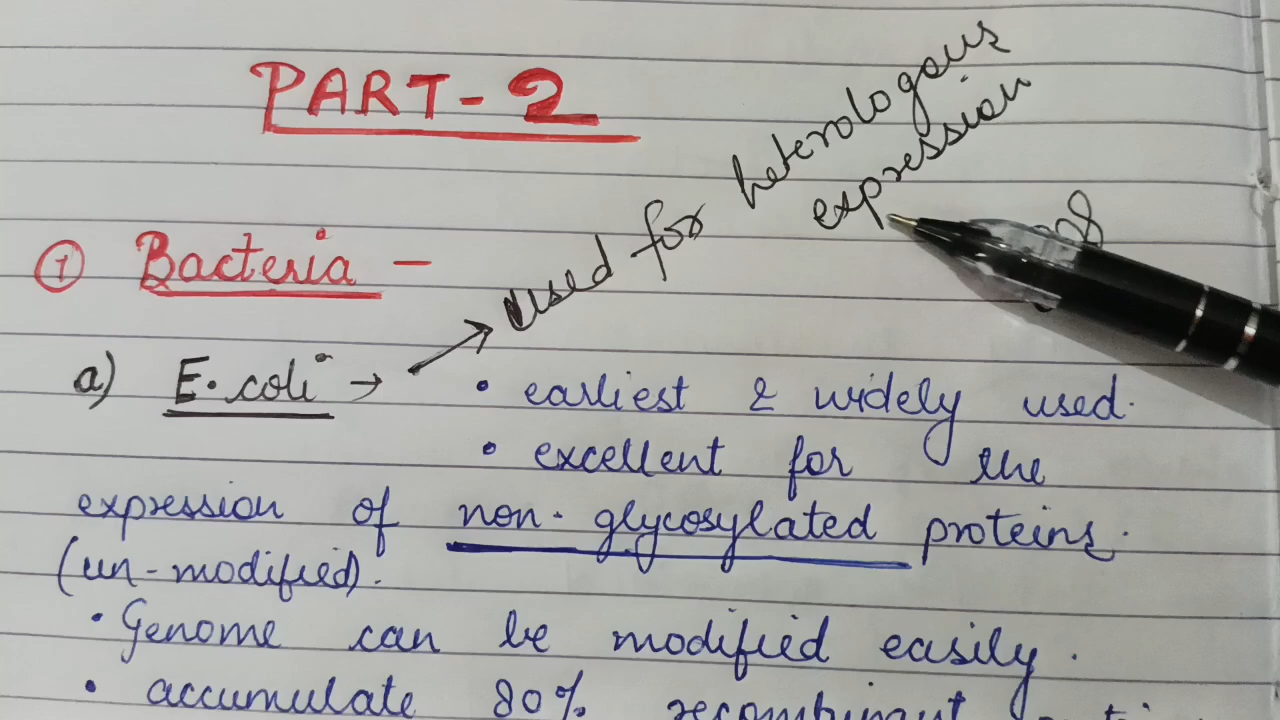 PART-2
① Bacteria -
a) E. coli → → used for heterologous
expression
• earliest & widely used.
• excellent for the
expression of non-glycosylated proteins.
(un-modified).
• Genome can be modified easily.
• accumulate 80% recombinant